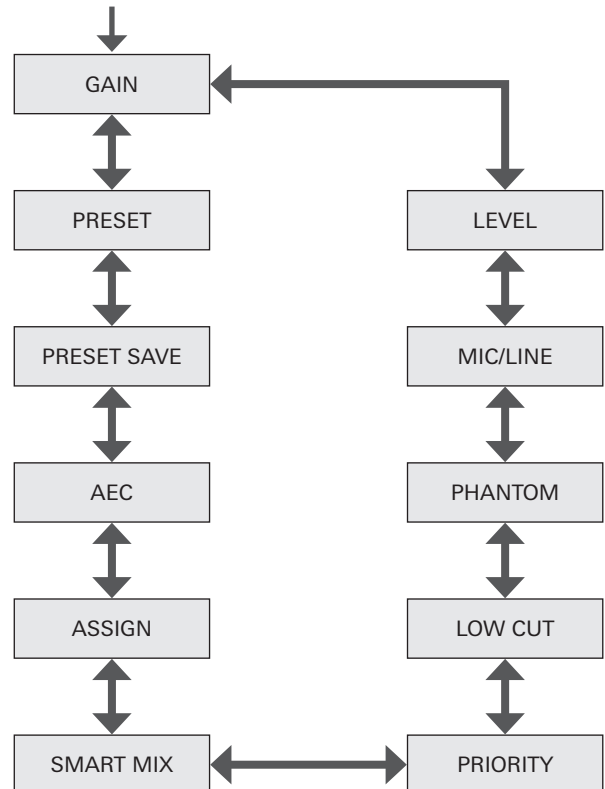 GAIN
PRESET
LEVEL
PRESET SAVE
MIC/LINE
AEC
PHANTOM
ASSIGN
LOW CUT
SMART MIX
PRIORITY